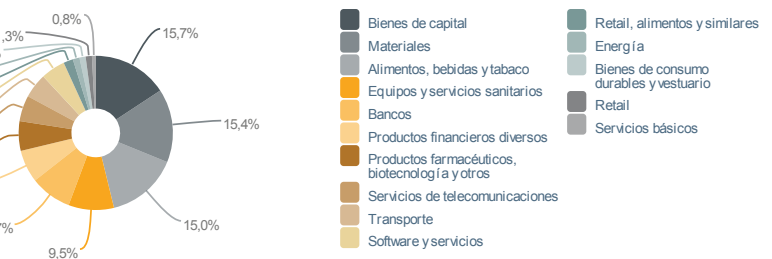 0,8%
,3%
15,7%
15,4%
15,0%
9,5%
7%
Bienes de capital
Materiales
Alimentos, bebidas y tabaco
Equipos y servicios sanitarios
Bancos
Productos financieros diversos
Productos farmacéuticos,
biotecnología y otros
Servicios de telecomunicaciones
Transporte
Software y servicios
Retail, alimentos y similares
Energía
Bienes de consumo
durables y vestuario
Retail
Servicios básicos